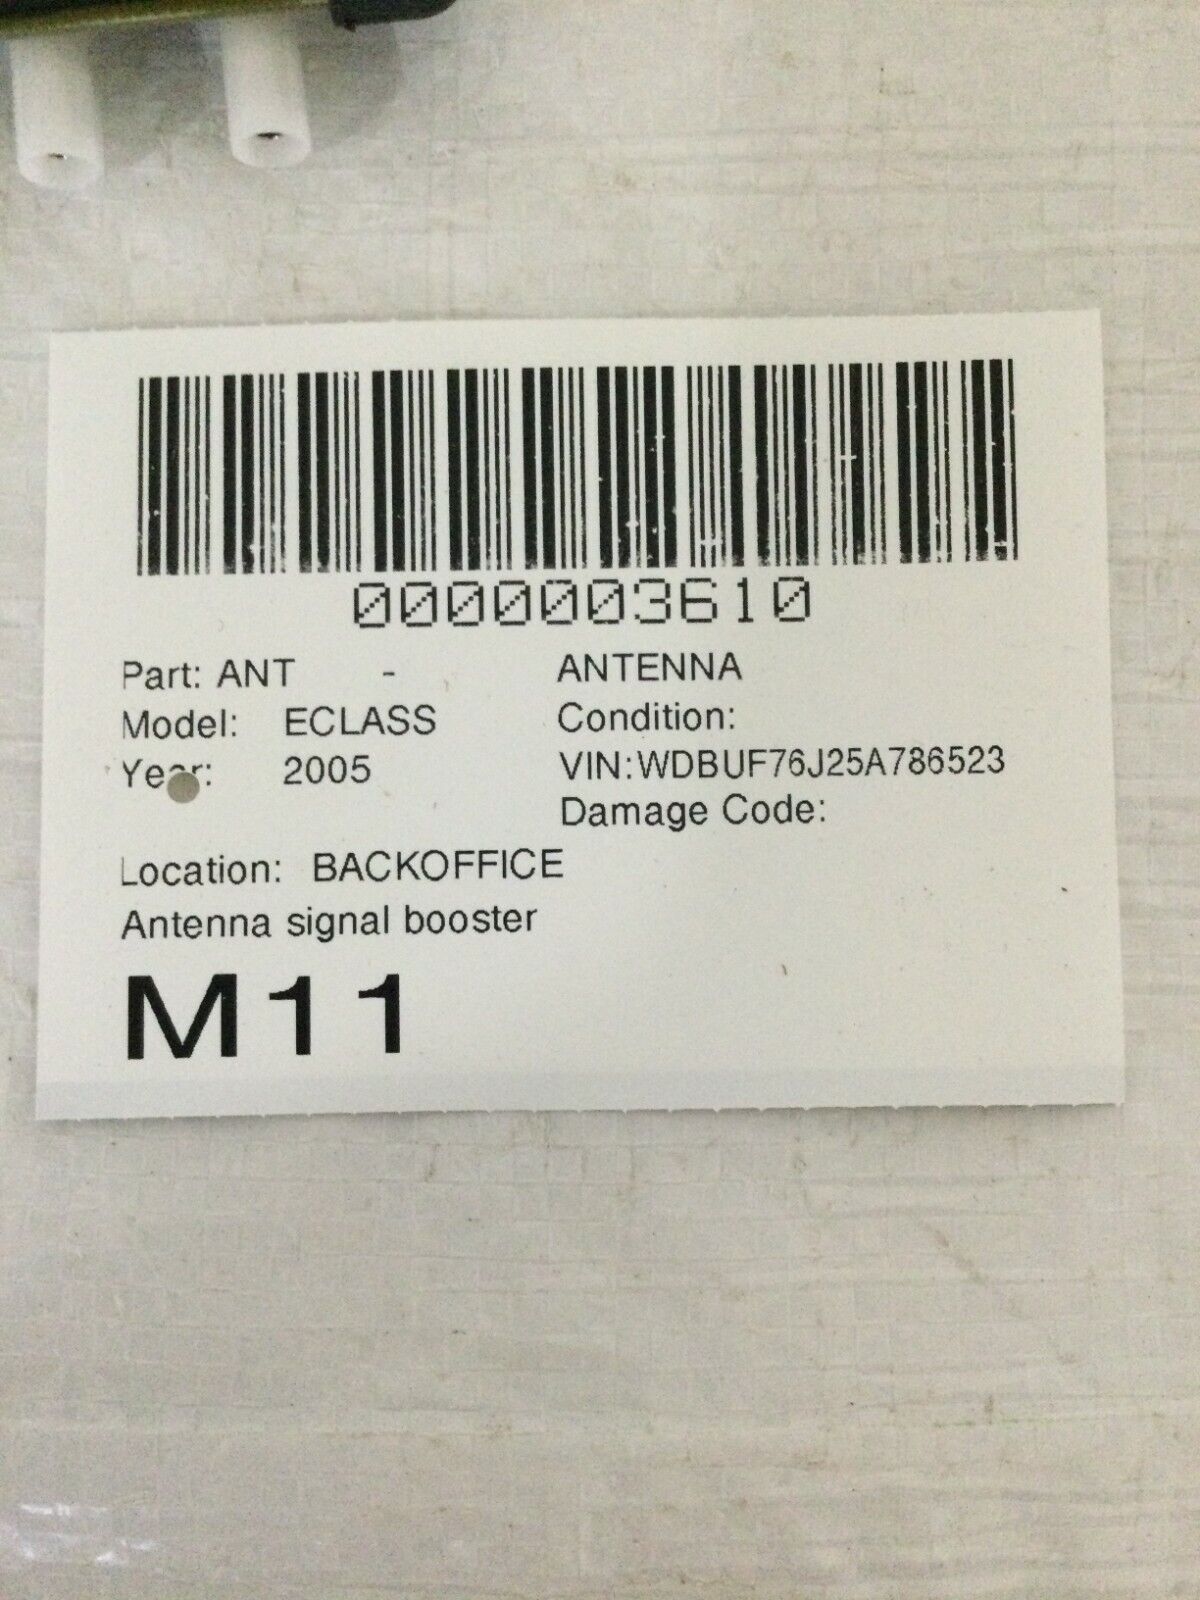 0000003610
Part: ANT - ANTENNA
Model: ECLASS Condition:
Year: 2005 VIN:WDBUF76J25A786523
Damage Code:
Location: BACKOFFICE
Antenna signal booster
M11